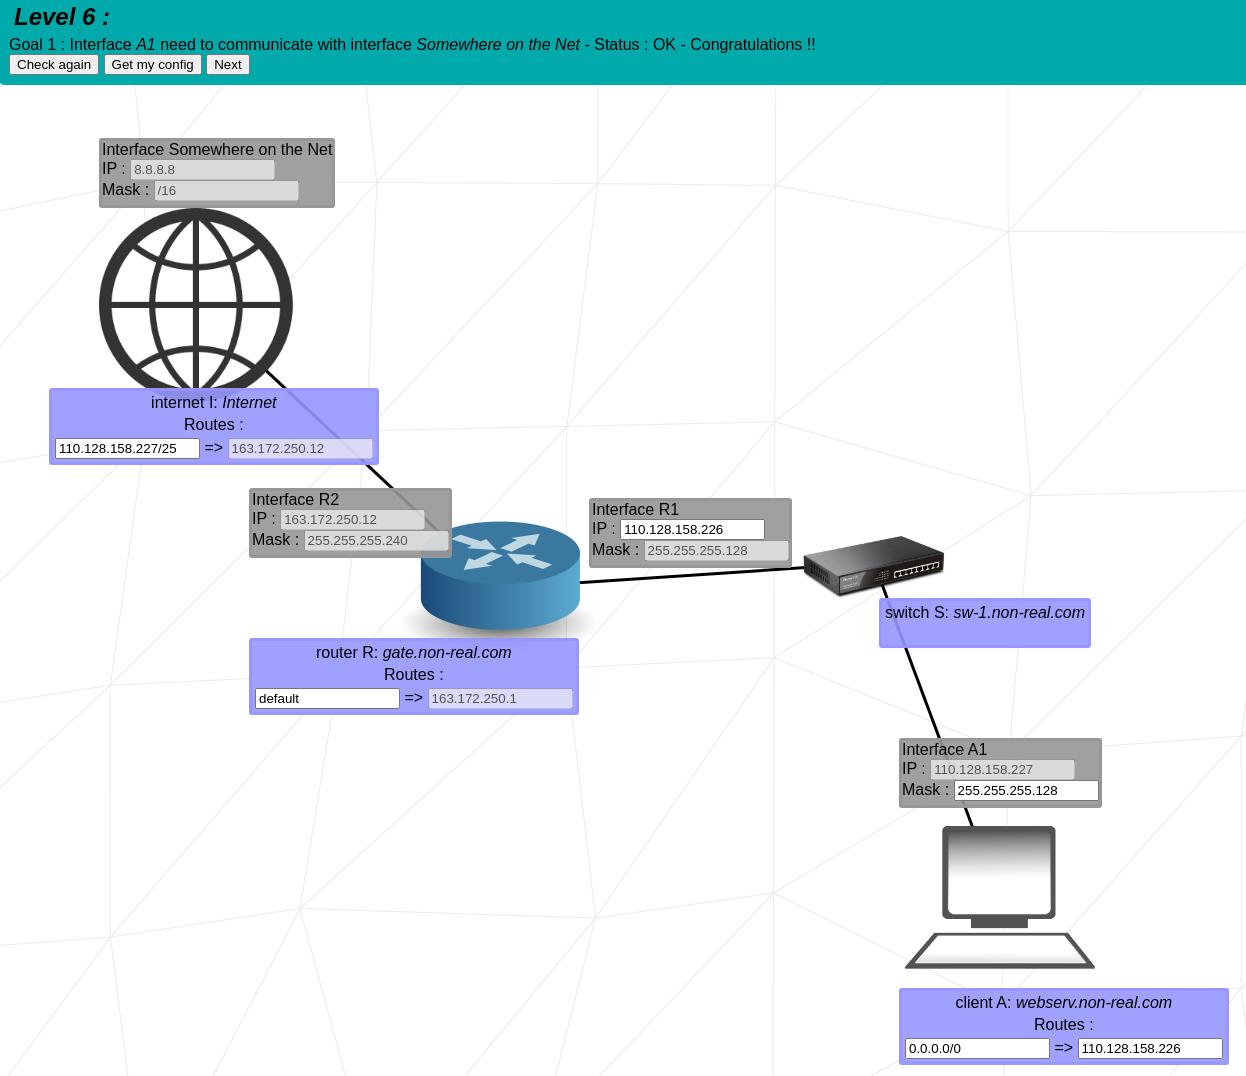 Level 6 :
Goal 1 : Interface A1 need to communicate with interface Somewhere on the Net - Status : OK - Congratulations !!
Check again Get my config Next
Interface Somewhere on the Net
IP : 8.8.8.8
Mask : /16
internet I: Internet
Routes :
110.128.158.227/25 => 163.172.250.12
Interface R2
IP : 163.172.250.12
Mask : 255.255.255.240
Interface R1
IP : 110.128.158.226
Mask : 255.255.255.128
switch S: sw-1.non-real.com
router R: gate.non-real.com
Routes :
default => 163.172.250.1
Interface A1
IP : 110.128.158.227
Mask : 255.255.255.128
client A: webserv.non-real.com
Routes :
0.0.0.0/0 => 110.128.158.226